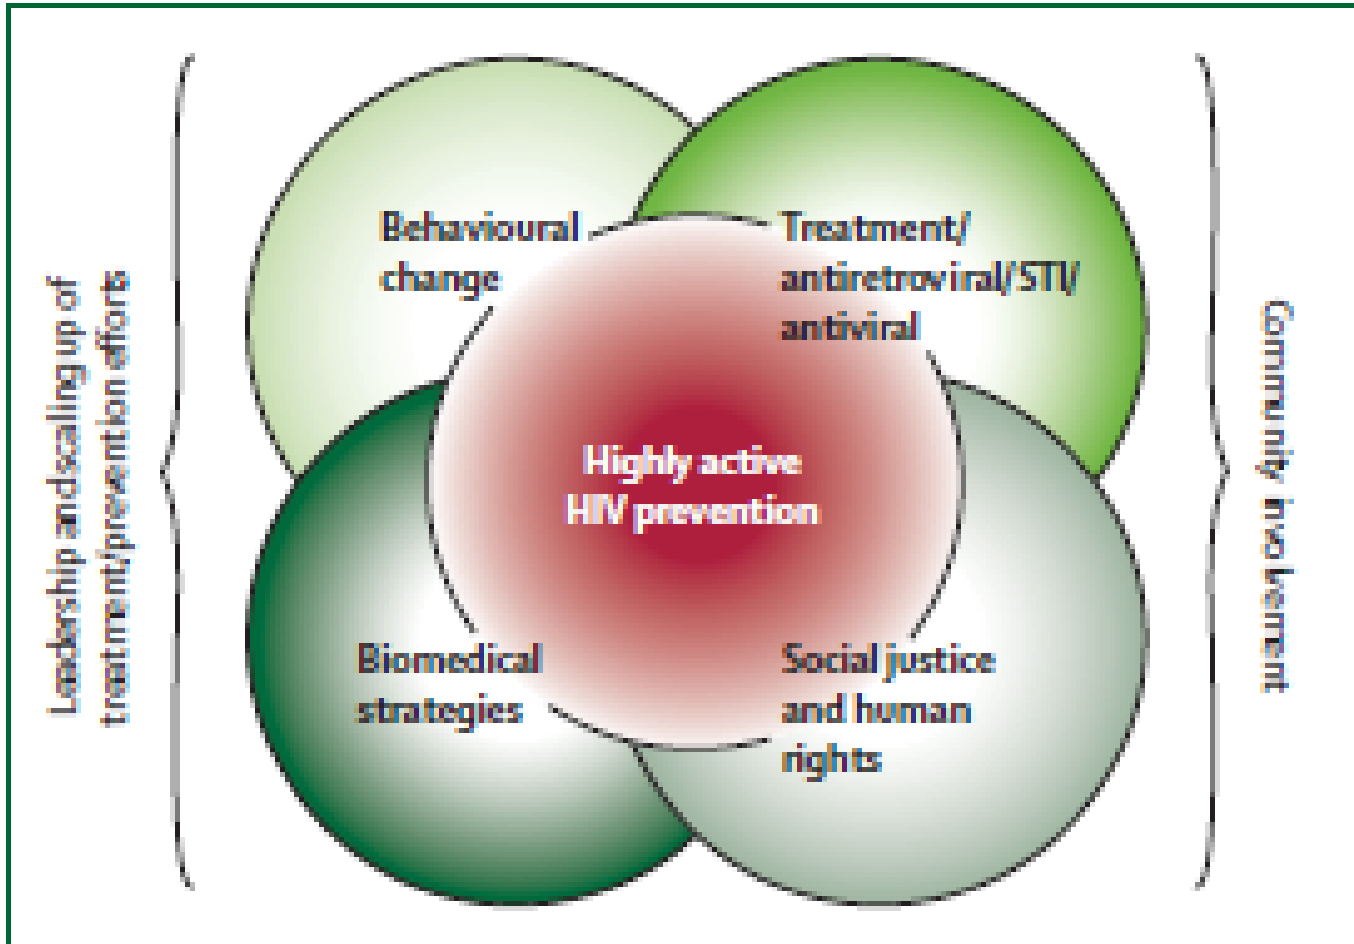 Leadership and scaling up of
treatment/prevention efforts
Behavioural
change
Treatment/
antiretroviral/STI/
antiviral
Highly active
HIV prevention
Biomedical
strategies
Social justice
and human
rights
Community involvement